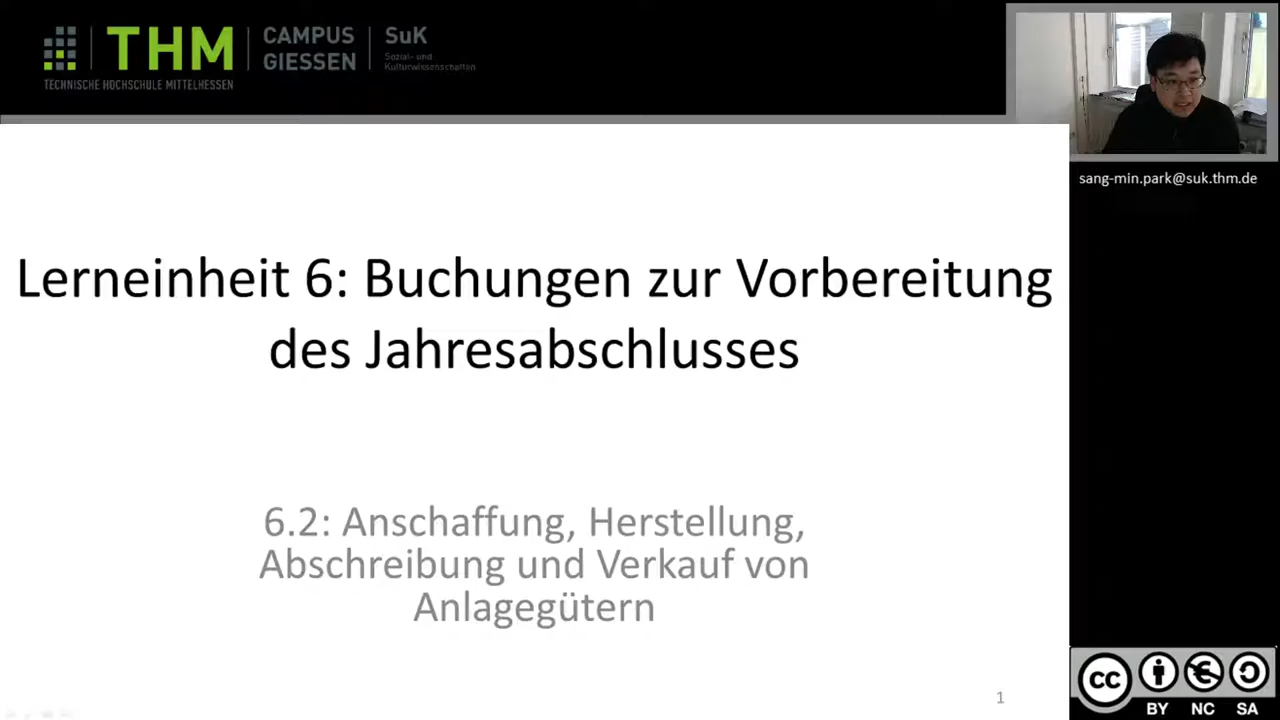 THM
CAMPUS
GIESSEN
SuK
Sozial- und
Kulturwissenschaften
TECHNISCHE HOCHSCHULE MITTELHESSEN
sang-min.park@suk.thm.de
Lerneinheit 6: Buchungen zur Vorbereitung
des Jahresabschlusses
6.2: Anschaffung, Herstellung,
Abschreibung und Verkauf von
Anlagegütern
1
CC
BY NC SA